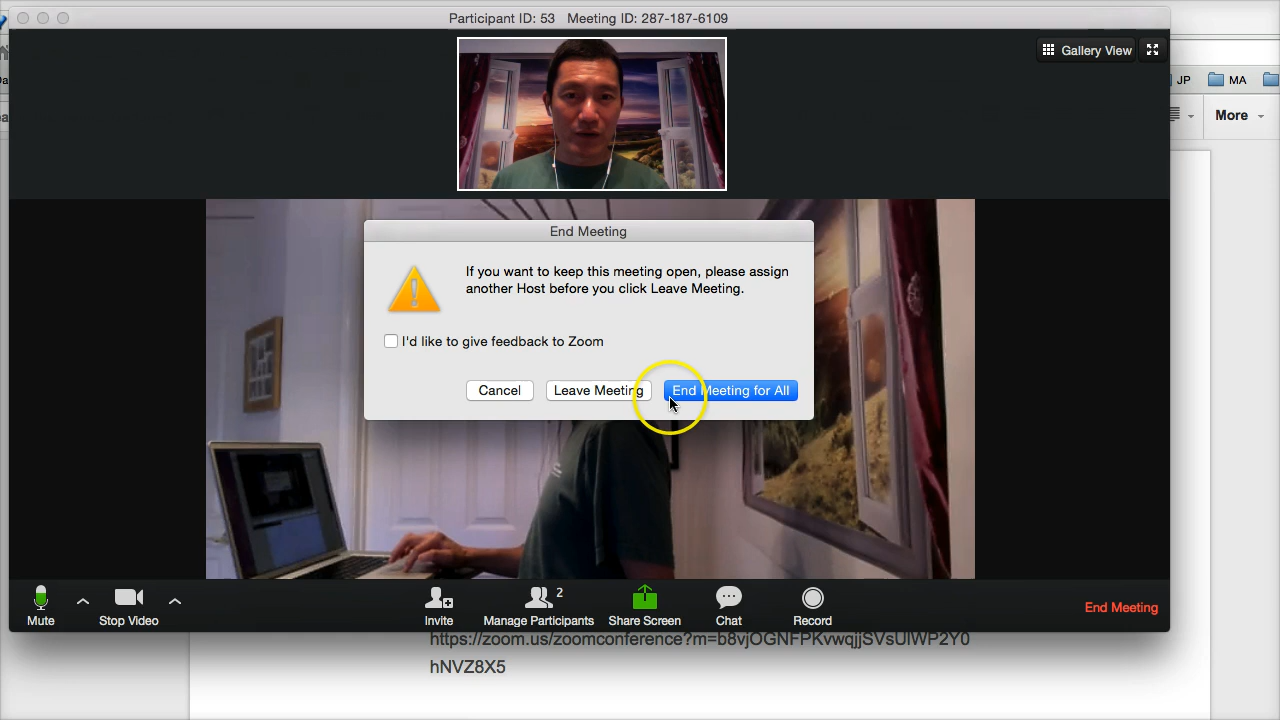 Participant ID: 53 Meeting ID: 287-187-6109
Gallery View
JP
MA
More
End Meeting
If you want to keep this meeting open, please assign
another Host before you click Leave Meeting.
I'd like to give feedback to Zoom
Cancel
Leave Meeting
End Meeting for All
Mute
Stop Video
Invite
2
Manage Participants
Share Screen
Chat
Record
End Meeting
https://zoom.us/zoomconference?m=b8vjOGNFPKvwqjjSVsUlWP2Y0
hNVZ8X5